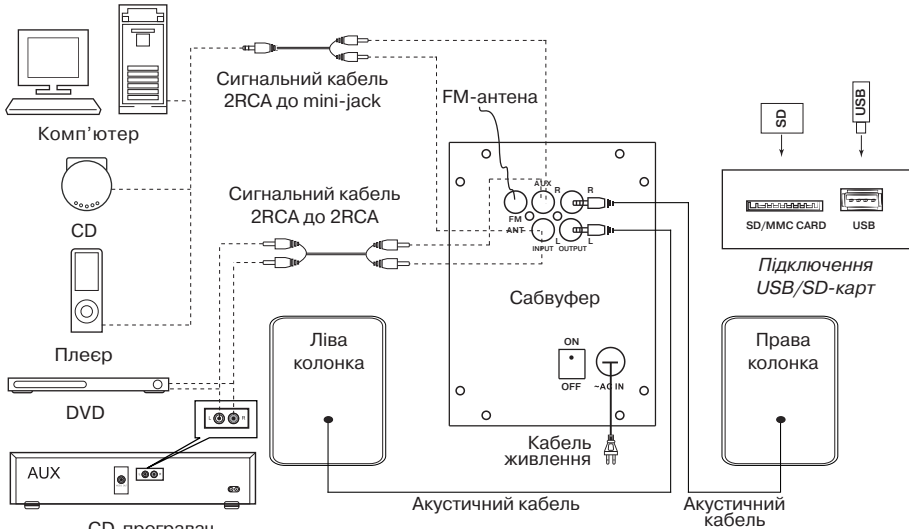 Сигнальний кабель
2RCA до mini-jack
FM-антена
SD
USB
Комп'ютер
Сигнальний кабель
2RCA до 2RCA
CD
AUX
R
R
FM
ANT
L
L
INPUT
OUTPUT
SD/MMC CARD
USB
Підключення
USB/SD-карт
Сабвуфер
Плеєр
Ліва
колонка
Права
колонка
ON
OFF
~AC IN
DVD
L
R
Кабель
живлення
AUX
Акустичний кабель
Акустичний
кабель
CD-програвач